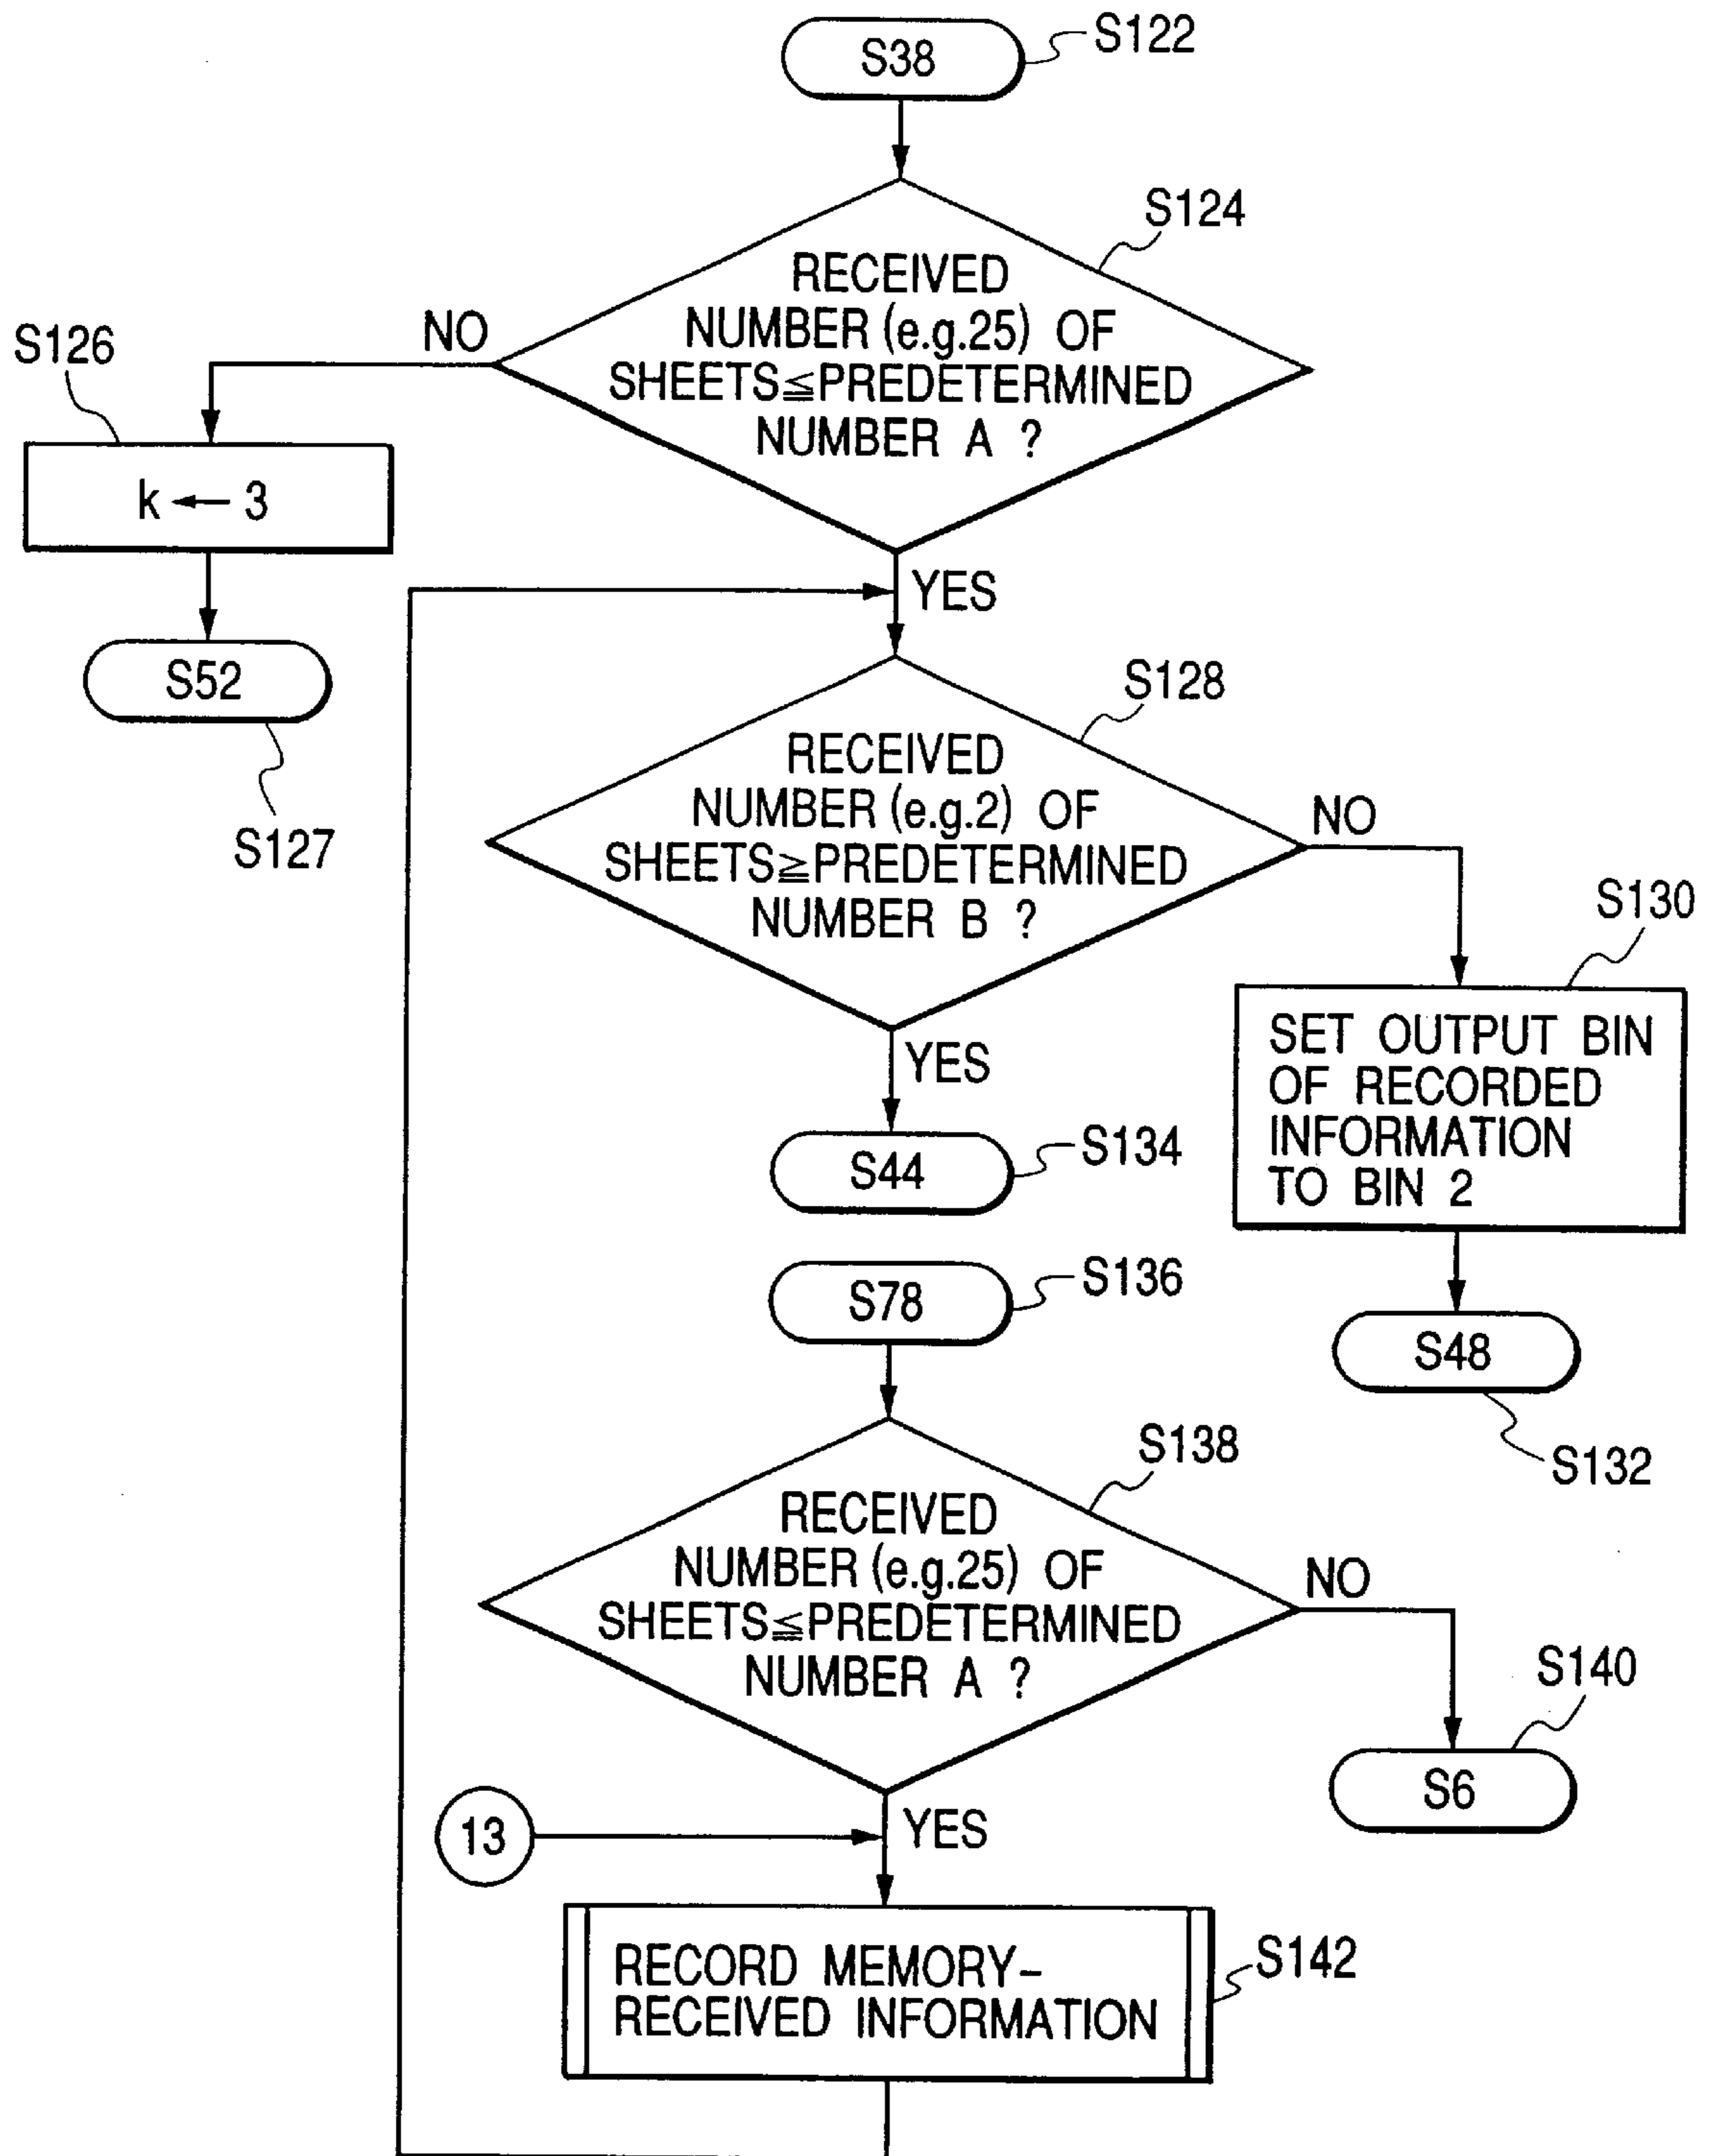 S38
S122
S124
RECEIVED
NUMBER (e.g.25) OF
SHEETS≦PREDETERMINED
NUMBER A ?
NO
S126
k ← 3
YES
S52
S127
S128
RECEIVED
NUMBER (e.g.2) OF
SHEETS≧PREDETERMINED
NUMBER B ?
NO
S130
SET OUTPUT BIN
OF RECORDED
INFORMATION
TO BIN 2
YES
S44
S134
S78
S136
S48
S132
S138
RECEIVED
NUMBER (e.g.25) OF
SHEETS≦PREDETERMINED
NUMBER A ?
NO
S140
S6
13
YES
RECORD MEMORY-
RECEIVED INFORMATION
S142